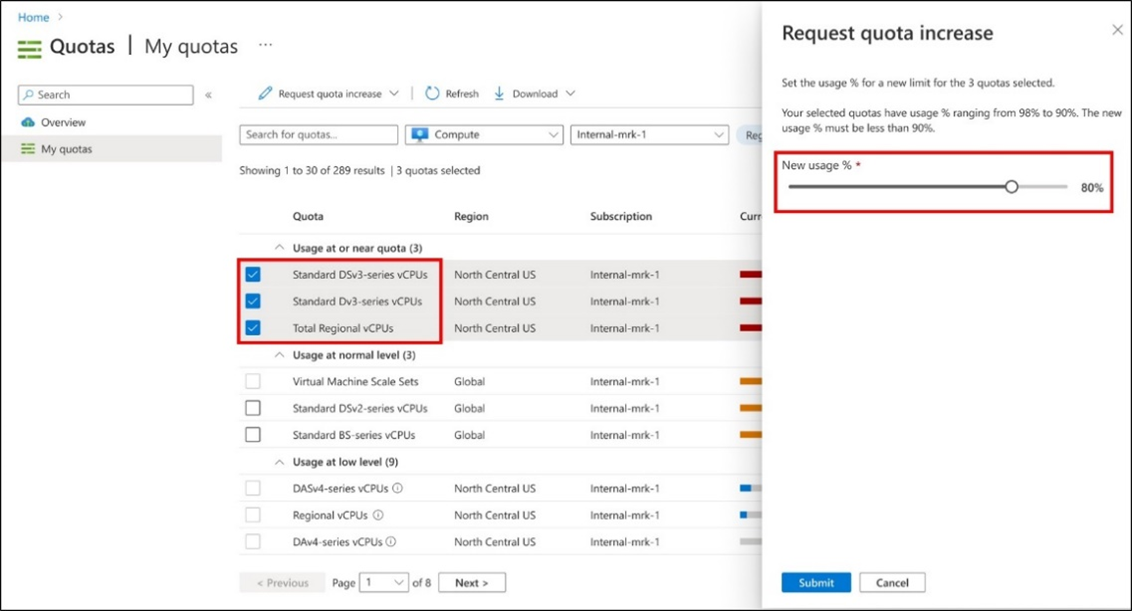 Home >
Quotas | My quotas ...
Search «
Overview
My quotas
Request quota increase | Refresh Download
Search for quotas... Compute Internal-mrk-1 Reg
Showing 1 to 30 of 289 results | 3 quotas selected
Quota Region Subscription Curr
Usage at or near quota (3)
Standard DSv3-series vCPUs North Central US Internal-mrk-1
Standard Dv3-series vCPUs North Central US Internal-mrk-1
Total Regional vCPUs North Central US Internal-mrk-1
Usage at normal level (3)
Virtual Machine Scale Sets Global Internal-mrk-1
Standard DSv2-series vCPUs Global Internal-mrk-1
Standard BS-series vCPUs Global Internal-mrk-1
Usage at low level (9)
DASv4-series vCPUs North Central US Internal-mrk-1
Regional vCPUs North Central US Internal-mrk-1
DAv4-series vCPUs North Central US Internal-mrk-1
< Previous Page 1 of 8 Next >
Request quota increase
Set the usage % for a new limit for the 3 quotas selected.
Your selected quotas have usage % ranging from 98% to 90%. The new
usage % must be less than 90%.
New usage % *
80%
Submit Cancel